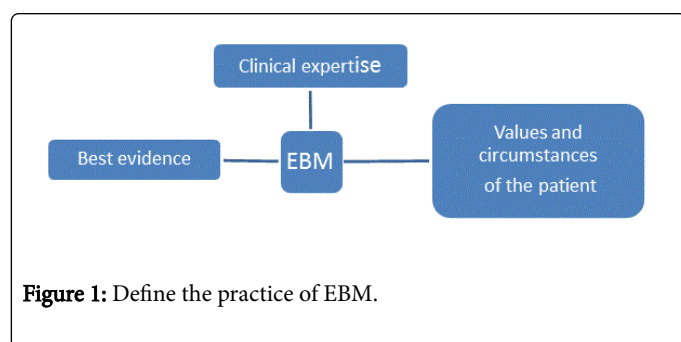 Clinical expertise
Best evidence
EBM
Values and
circumstances
of the patient
Figure 1: Define the practice of EBM.